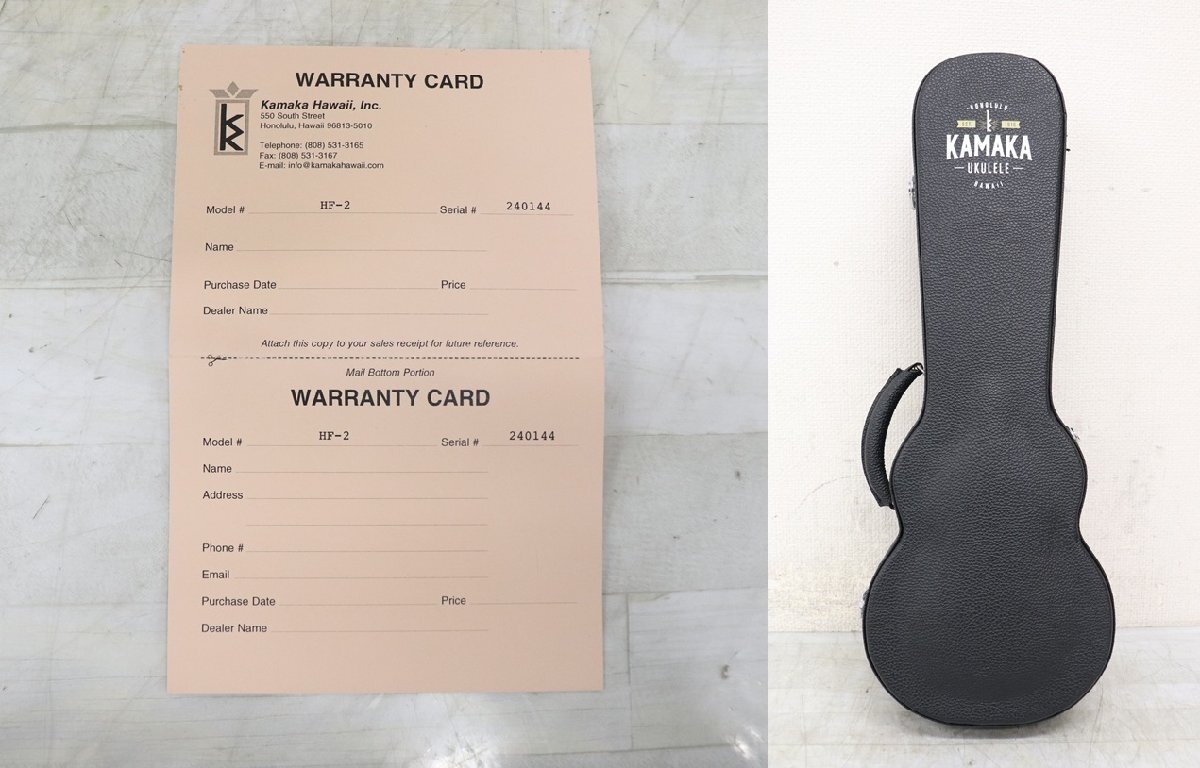 WARRANTY CARD
Kamaka Hawaii, Inc.
550 South Street
Honolulu, Hawaii 96813-5010
Telephone: (808) 531-3165
Fax: (808) 531-3167
E-mail: info@kamakahawaii.com
Model # HF-2 Serial # 240144
Name
Purchase Date Price
Dealer Name
Attach this copy to your sales receipt for future reference.
Mail Bottom Portion
WARRANTY CARD
Model # HF-2 Serial # 240144
Name
Address
Phone #
Email
Purchase Date Price
Dealer Name
HONOLULU
KAMAKA
UKULELE
HAWAII